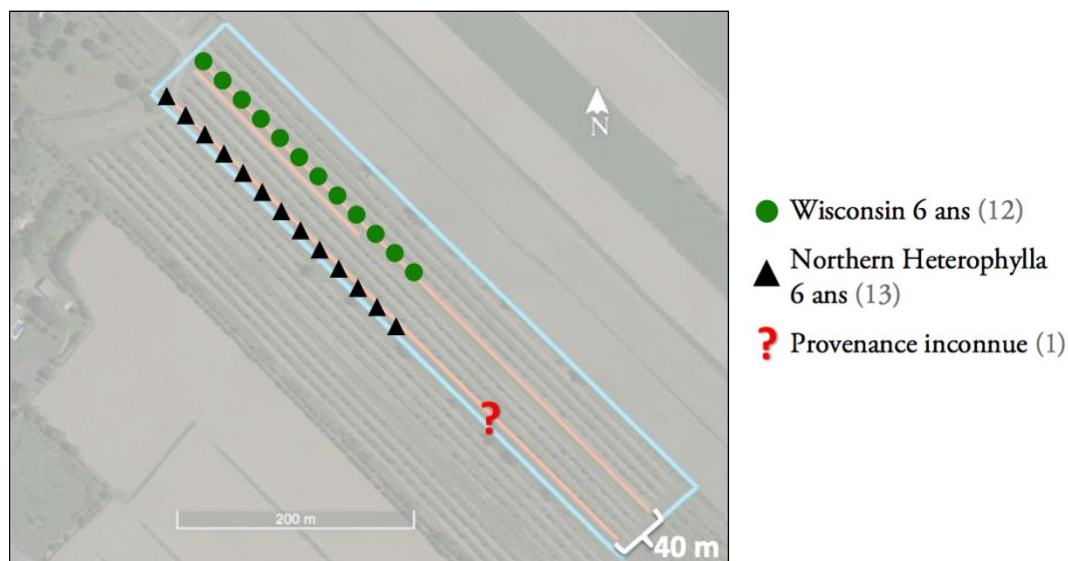 N
200 m
40 m
?
Wisconsin 6 ans (12)
Northern Heterophylla
6 ans (13)
? Provenance inconnue (1)